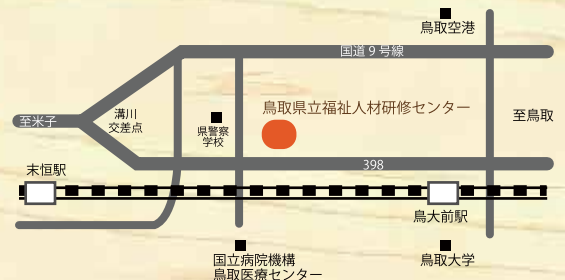 鳥取空港
国道9号線
鳥取県立福祉人材研修センター
至米子
溝川
交差点
県警察
学校
至鳥取
398
末恒駅
鳥大前駅
国立病院機構
鳥取医療センター
鳥取大学